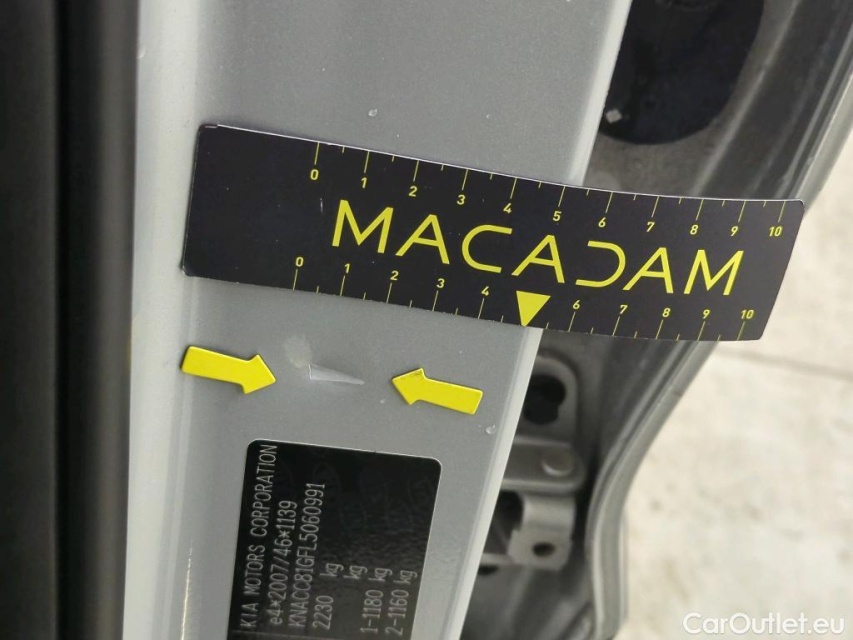 0 1 2 3 4 5 6 7 8 9 10
MACADAM
0 1 2 3 4 6 7 8 9 10
KIA MOTORS CORPORATION
e4*2007/46*1139
KNACC81GFL5060991
2230 kg
kg
1-1180 kg
2-1160 kg
CarOutlet.eu